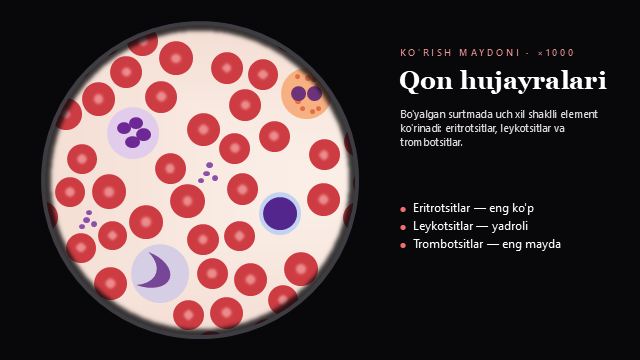 KO'RISH MAYDONI · ×1000
Qon hujayralari
Bo'yalgan surtmada uch xil shaklli element
ko'rinadi: eritrotsitlar, leykotsitlar va
trombotsitlar.
Eritrotsitlar — eng ko'p
Leykotsitlar — yadroli
Trombotsitlar — eng mayda